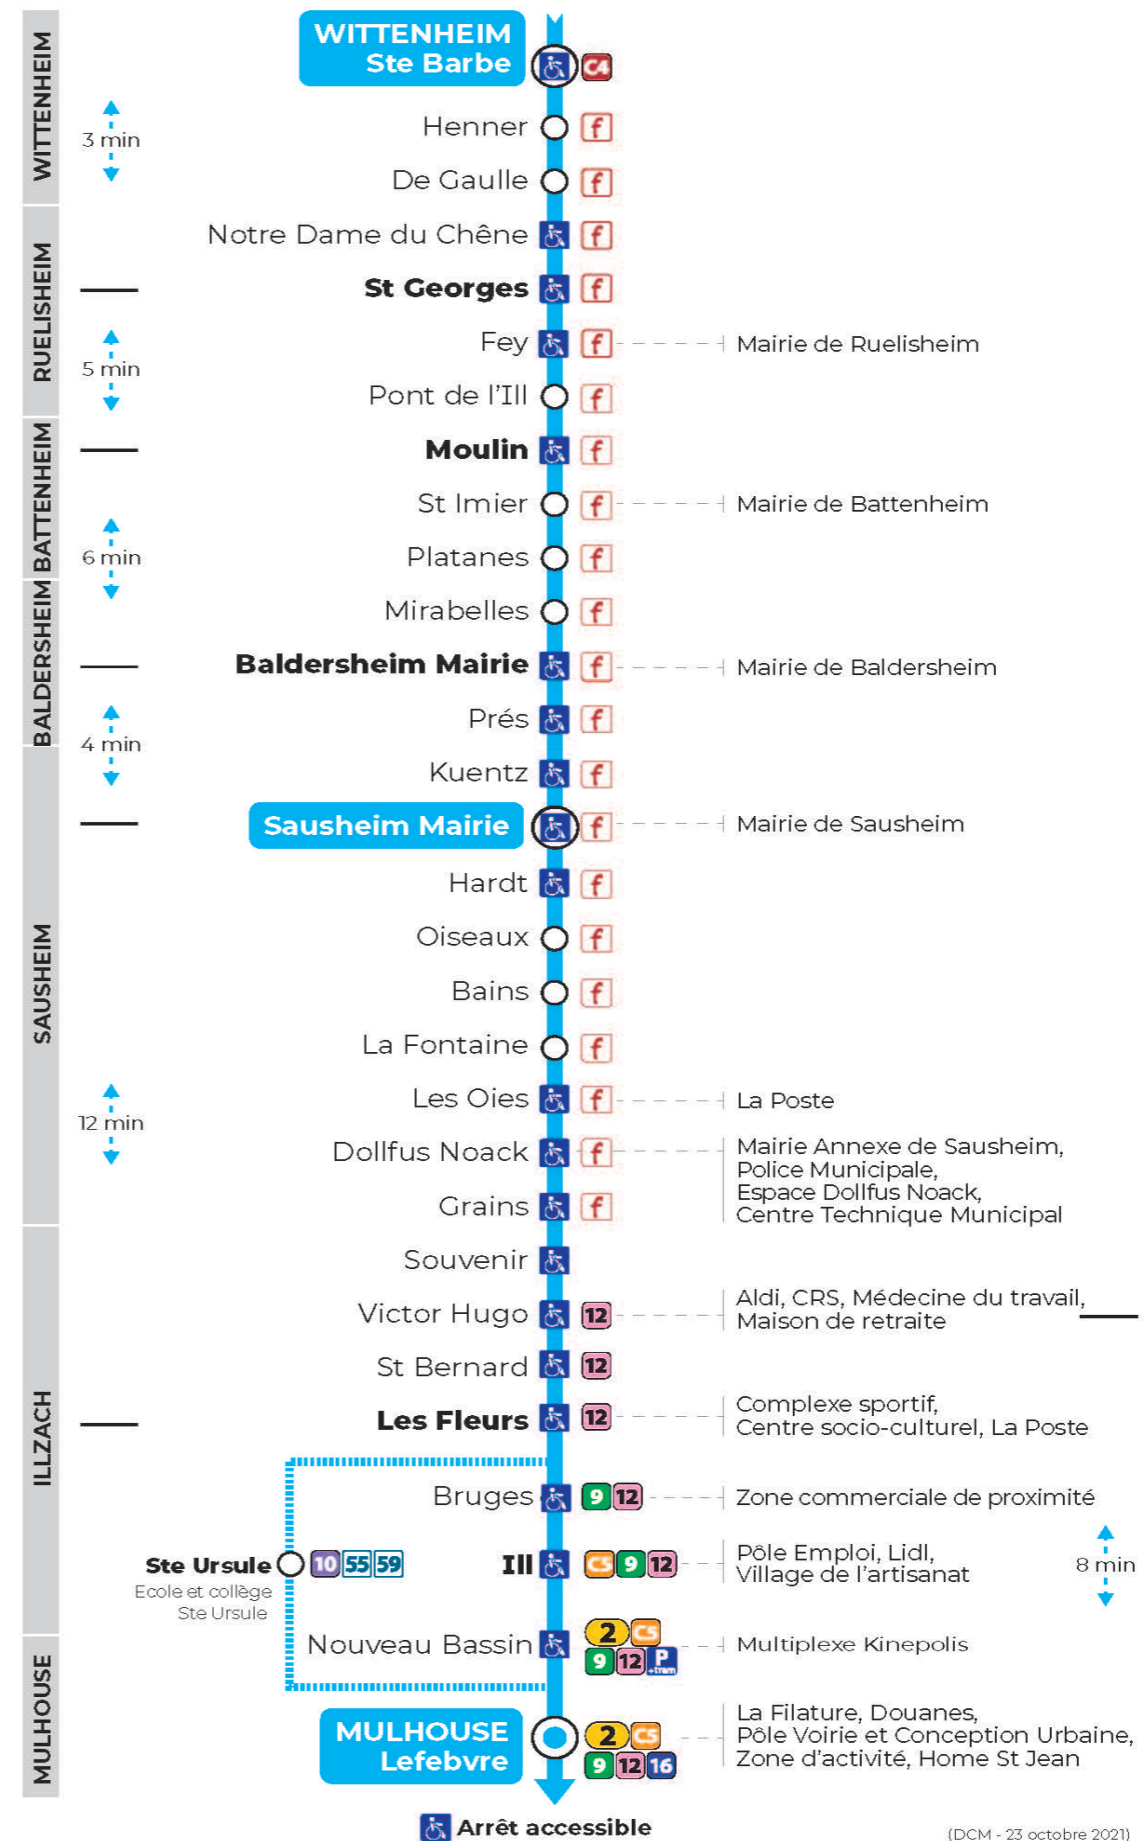 WITTENHEIM
Ste Barbe
C4
WITTENHEIM
3 min
Henner
f
De Gaulle
f
RUELISHEIM
Notre Dame du Chêne
f
St Georges
f
5 min
Fey
f
Mairie de Ruelisheim
Pont de l'Ill
f
BATTENHEIM
Moulin
f
St Imier
f
Mairie de Battenheim
6 min
Platanes
f
BALDERSHEIM
Mirabelles
f
Baldersheim Mairie
f
Mairie de Baldersheim
Prés
f
4 min
Kuentz
f
SAUSHEIM
Sausheim Mairie
f
Mairie de Sausheim
Hardt
f
Oiseaux
f
Bains
f
La Fontaine
f
Les Oies
f
La Poste
12 min
Dollfus Noack
f
Mairie Annexe de Sausheim,
Police Municipale,
Espace Dollfus Noack,
Centre Technique Municipal
Grains
f
ILLZACH
Souvenir
Victor Hugo
12
Aldi, CRS, Médecine du travail,
Maison de retraite
St Bernard
12
Les Fleurs
12
Complexe sportif,
Centre socio-culturel, La Poste
Bruges
9 12
Zone commerciale de proximité
Ste Ursule
10 55 59
Ecole et collège
Ste Ursule
Ill
C5 9 12
Pôle Emploi, Lidl,
Village de l'artisanat
8 min
MULHOUSE
Nouveau Bassin
2 C5
9 12 P
+tram
Multiplexe Kinepolis
MULHOUSE
Lefebvre
2 C5
9 12 16
La Filature, Douanes,
Pôle Voirie et Conception Urbaine,
Zone d'activité, Home St Jean
Arrêt accessible
(DCM - 23 octobre 2021)